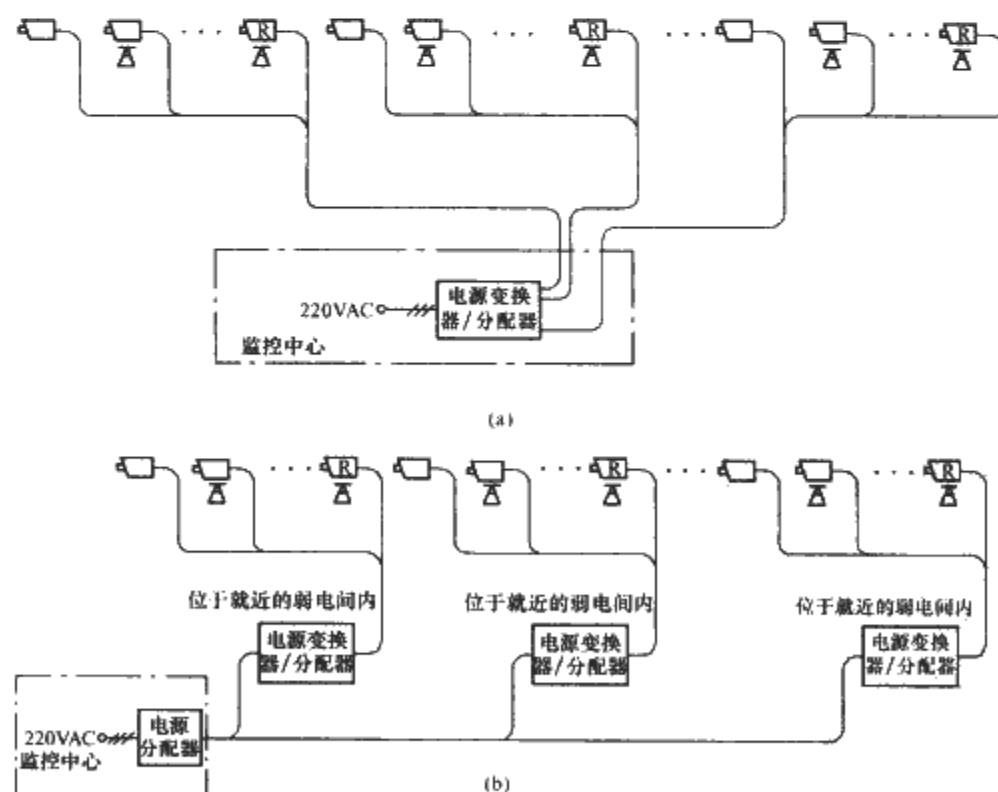 R R R
220VAC 电源变换
器/分配器
监控中心
(a)
R R R
位于就近的弱电间内 位于就近的弱电间内 位于就近的弱电间内
电源变换 电源变换 电源变换
器/分配器 器/分配器 器/分配器
220VAC 电源
分配器
监控中心
(b)